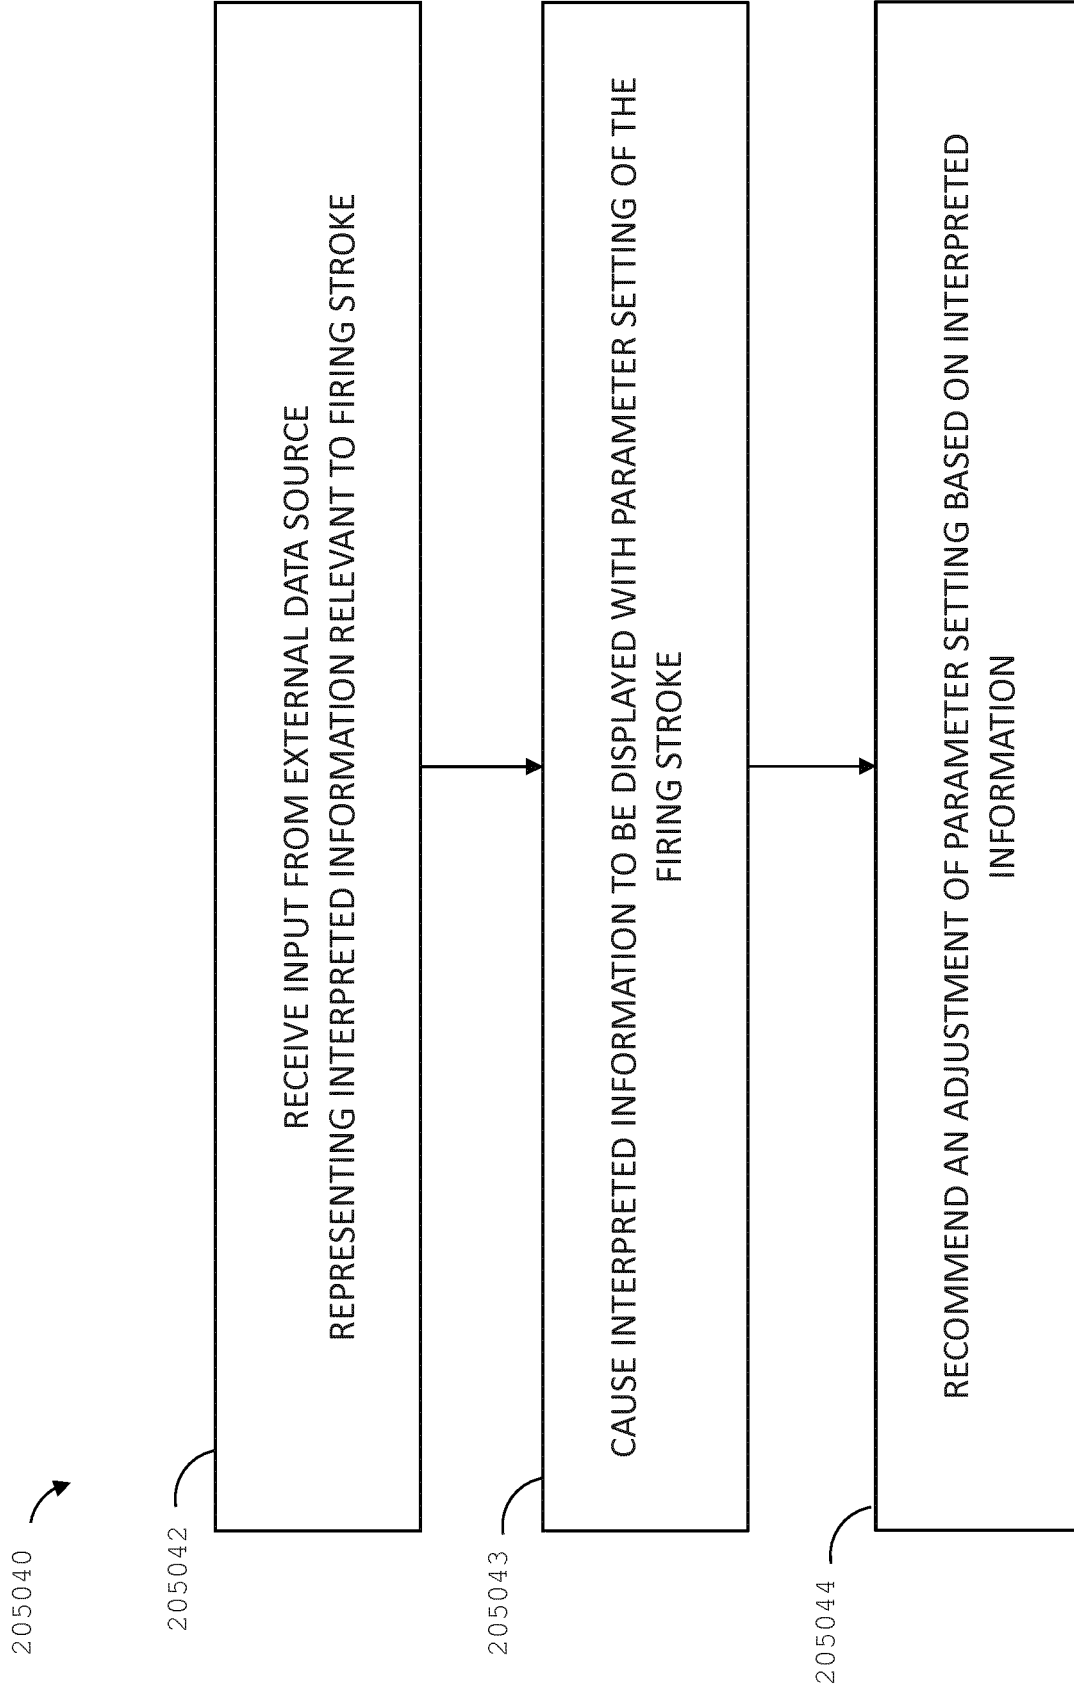 205040
205042
RECEIVE INPUT FROM EXTERNAL DATA SOURCE
REPRESENTING INTERPRETED INFORMATION RELEVANT TO FIRING STROKE
205043
CAUSE INTERPRETED INFORMATION TO BE DISPLAYED WITH PARAMETER SETTING OF THE
FIRING STROKE
205044
RECOMMEND AN ADJUSTMENT OF PARAMETER SETTING BASED ON INTERPRETED
INFORMATION